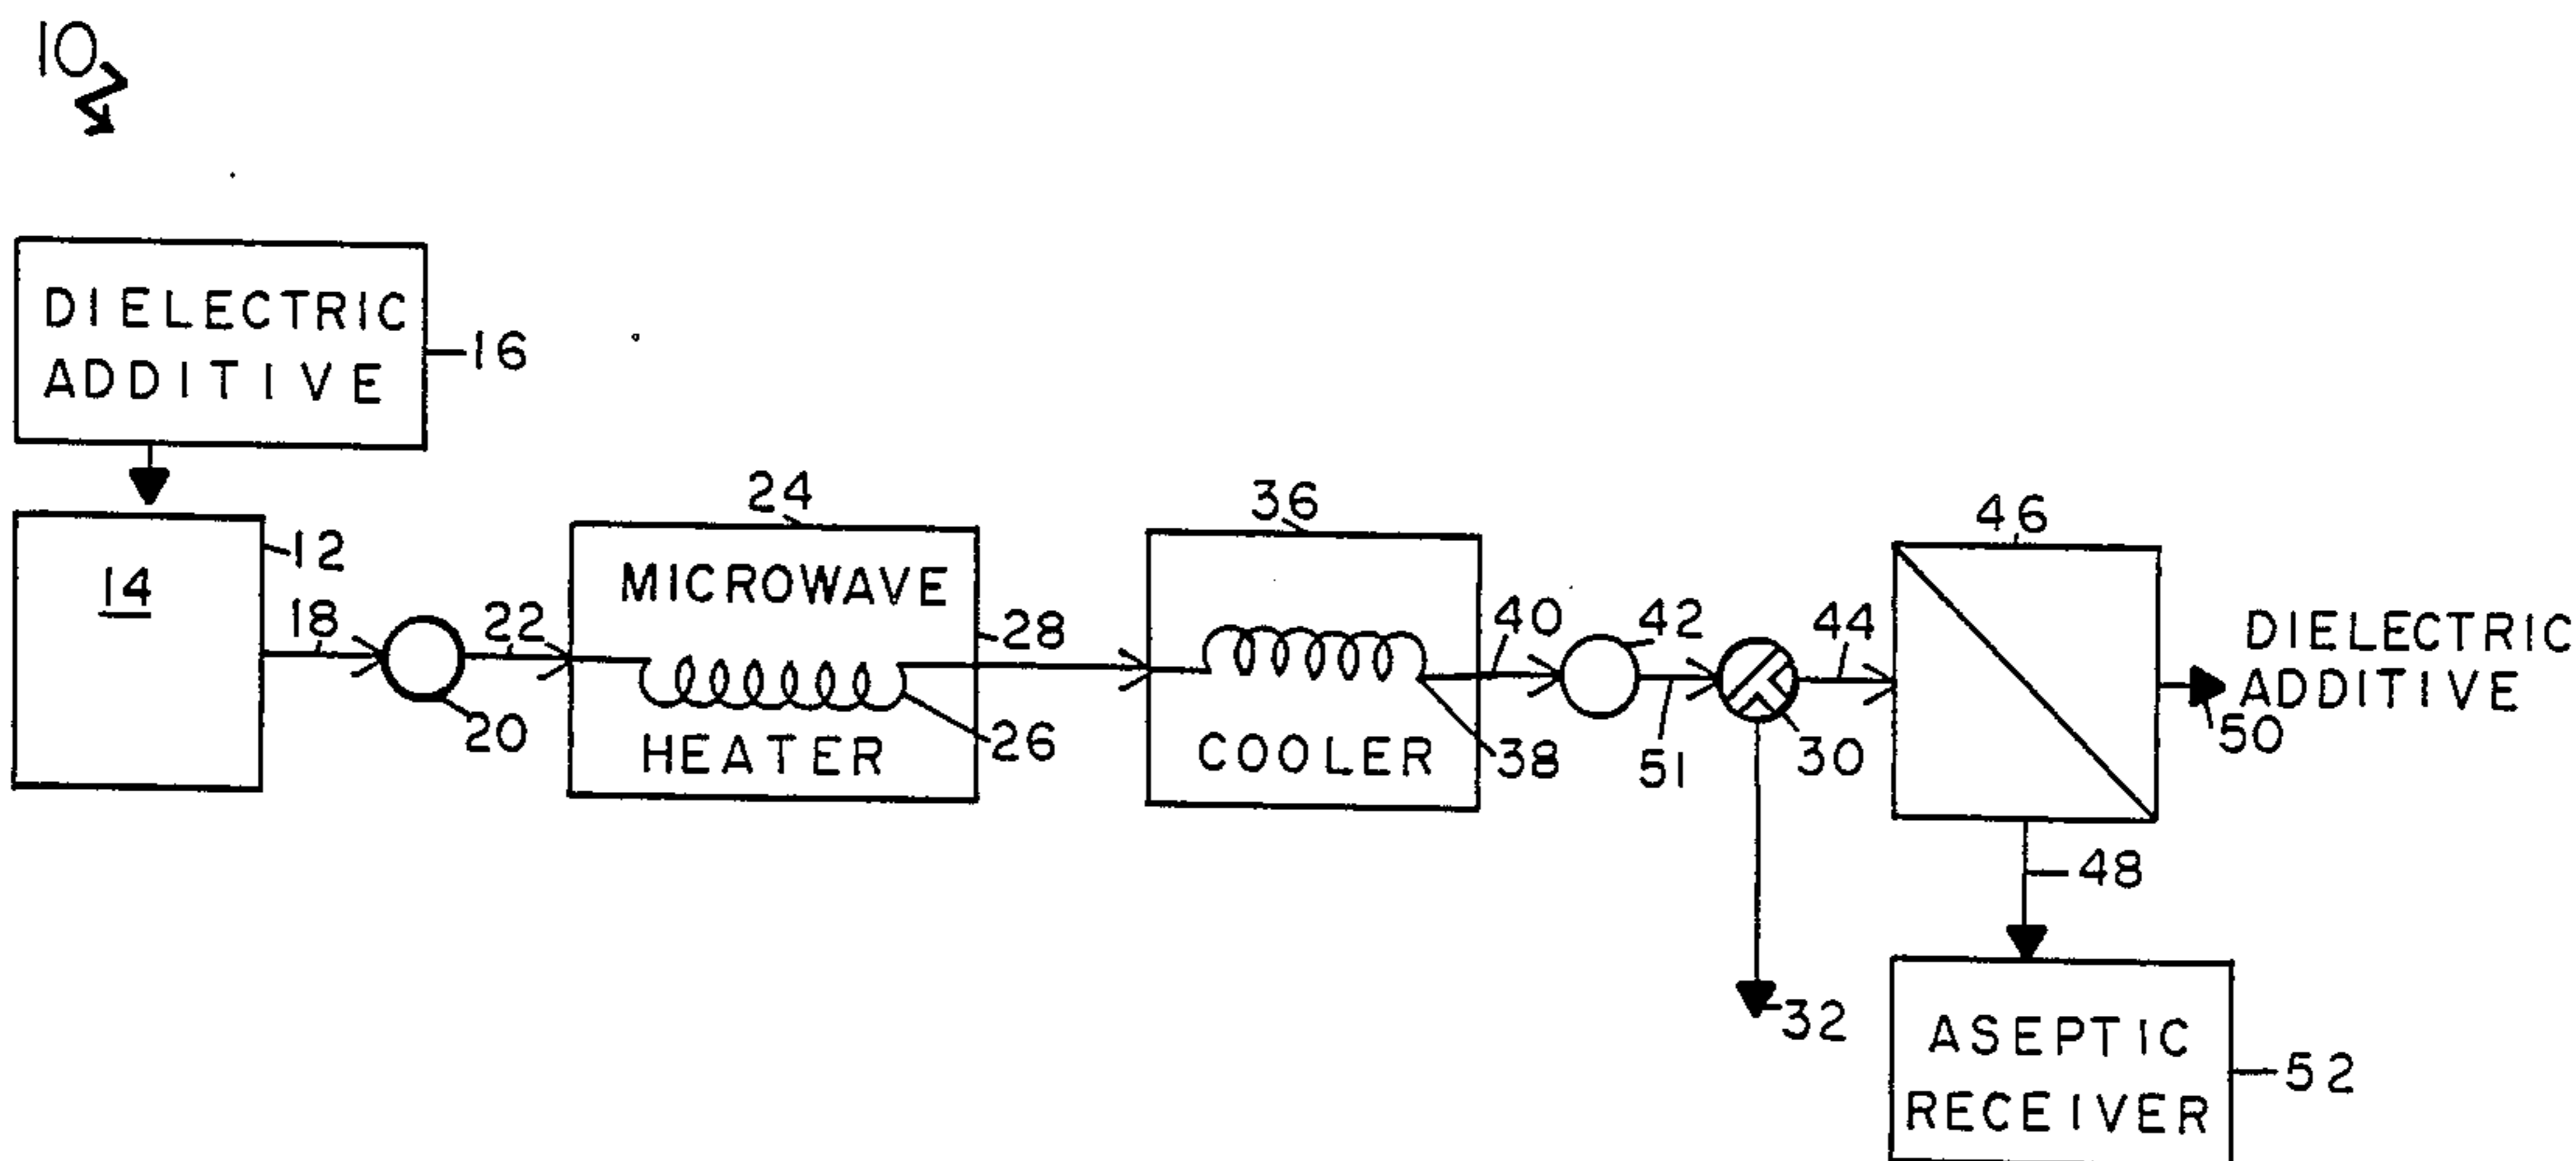 10
DIELECTRIC
ADDITIVE
16
12
14
18
20
22
24
MICROWAVE
HEATER
26
28
36
COOLER
38
40
42
51
30
32
44
46
DIELECTRIC
ADDITIVE
50
48
ASEPTIC
RECEIVER
52